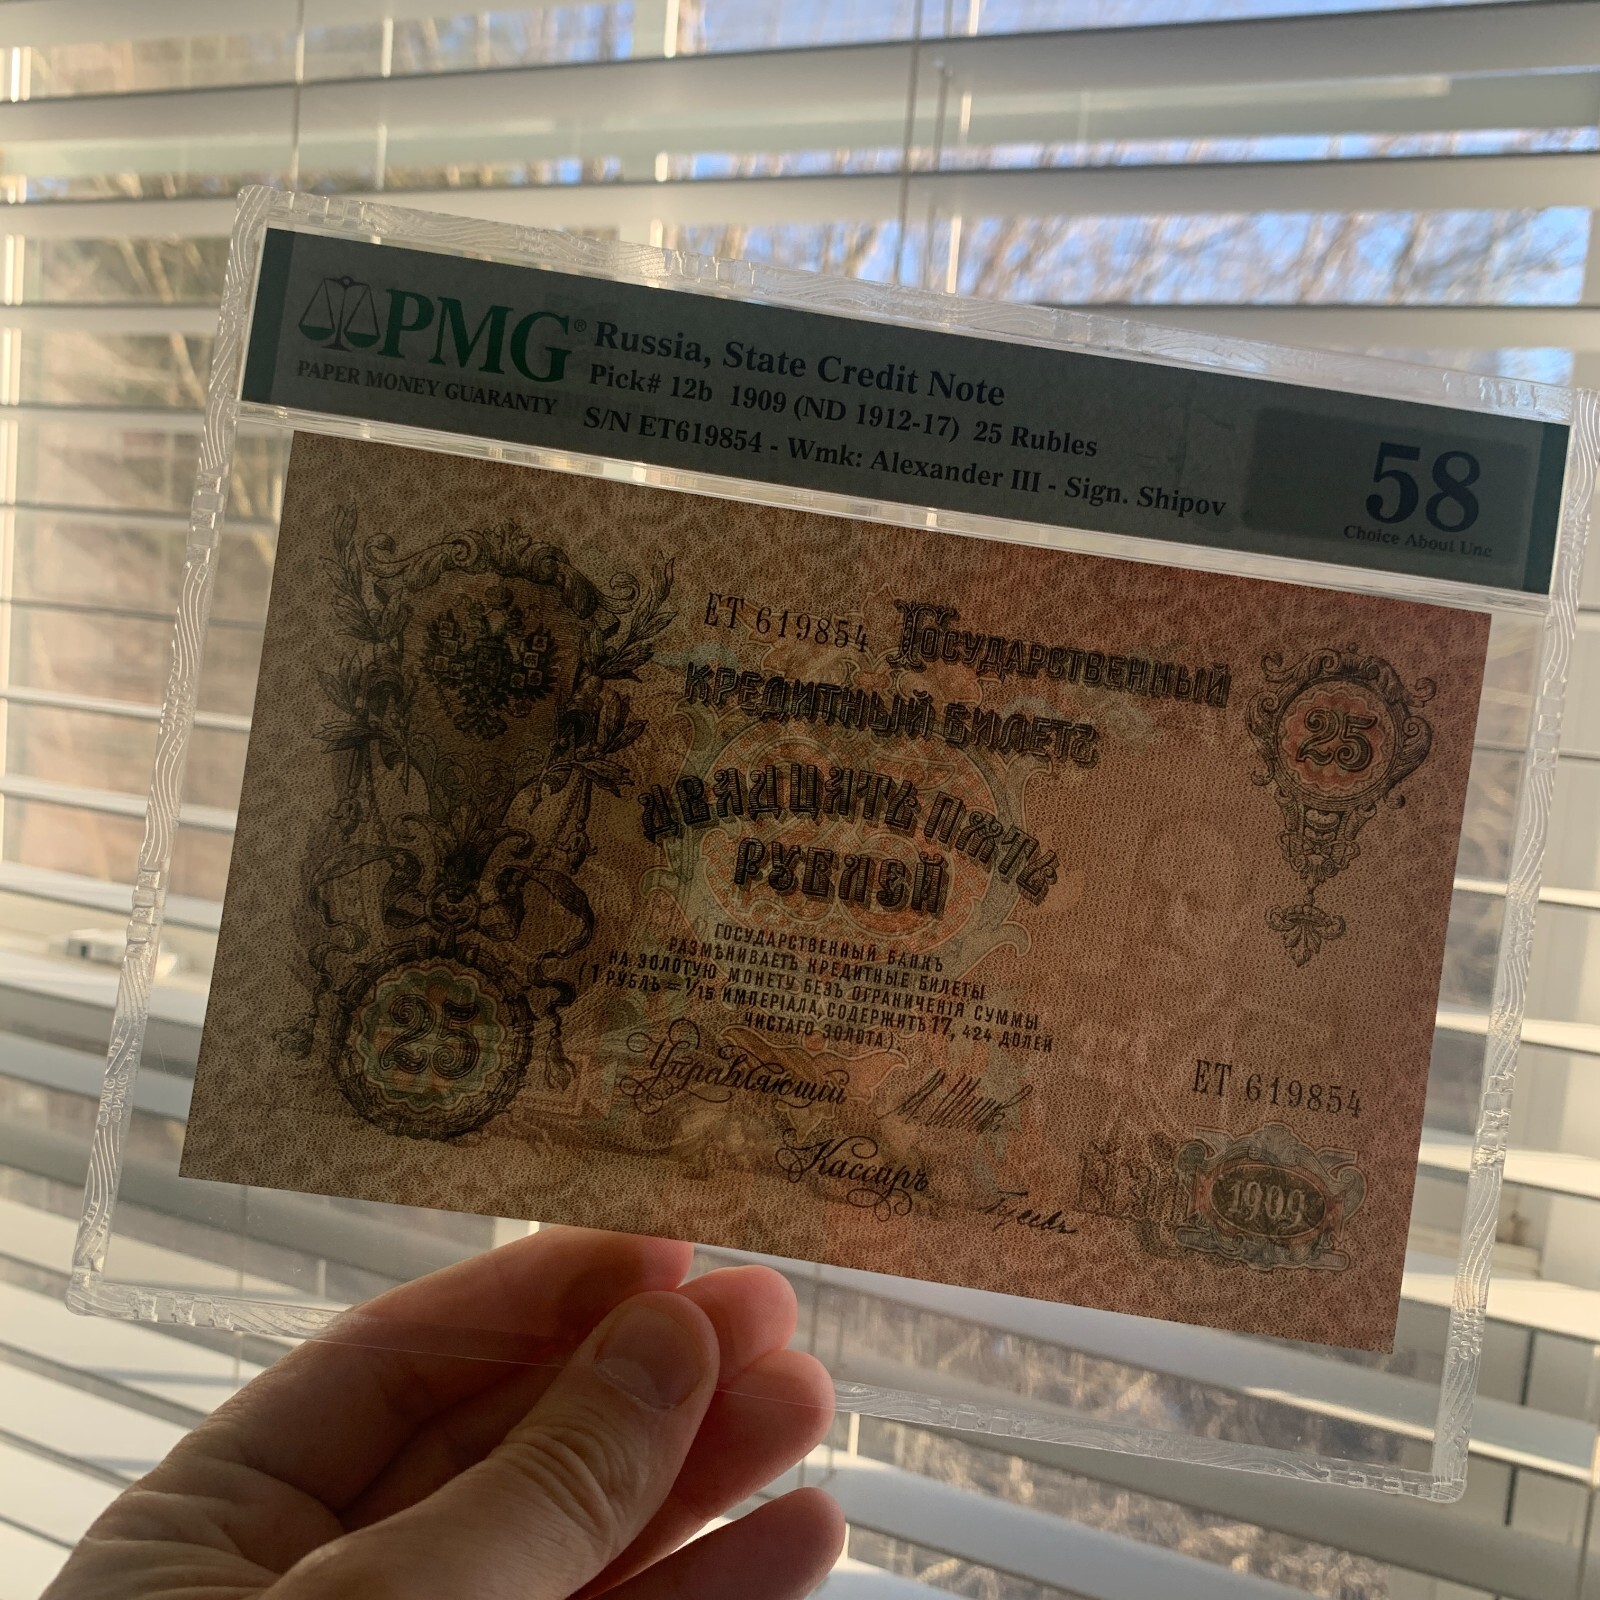 PMG®
PAPER MONEY GUARANTY
Russia, State Credit Note
Pick# 12b 1909 (ND 1912-17) 25 Rubles
S/N ET619854 - Wmk: Alexander III - Sign. Shipov
58
Choice About Unc
ЕТ 619854
ГОСУДАРСТВЕННЫЙ
КРЕДИТНЫЙ БИЛЕТЪ
ДВАДЦАТЬ ПЯТЬ
РУБЛЕЙ
25
ГОСУДАРСТВЕННЫЙ БАНКЪ
РАЗМѢНИВАЕТЪ КРЕДИТНЫЕ БИЛЕТЫ
НА ЗОЛОТУЮ МОНЕТУ БЕЗЪ ОГРАНИЧЕНІЯ СУММЫ
(1 РУБЛЬ = 1/15 ИМПЕРІАЛА, СОДЕРЖИТЪ 17, 424 ДОЛЕЙ
ЧИСТАГО ЗОЛОТА).
25
Управляющій
Кассиръ
ЕТ 619854
1909